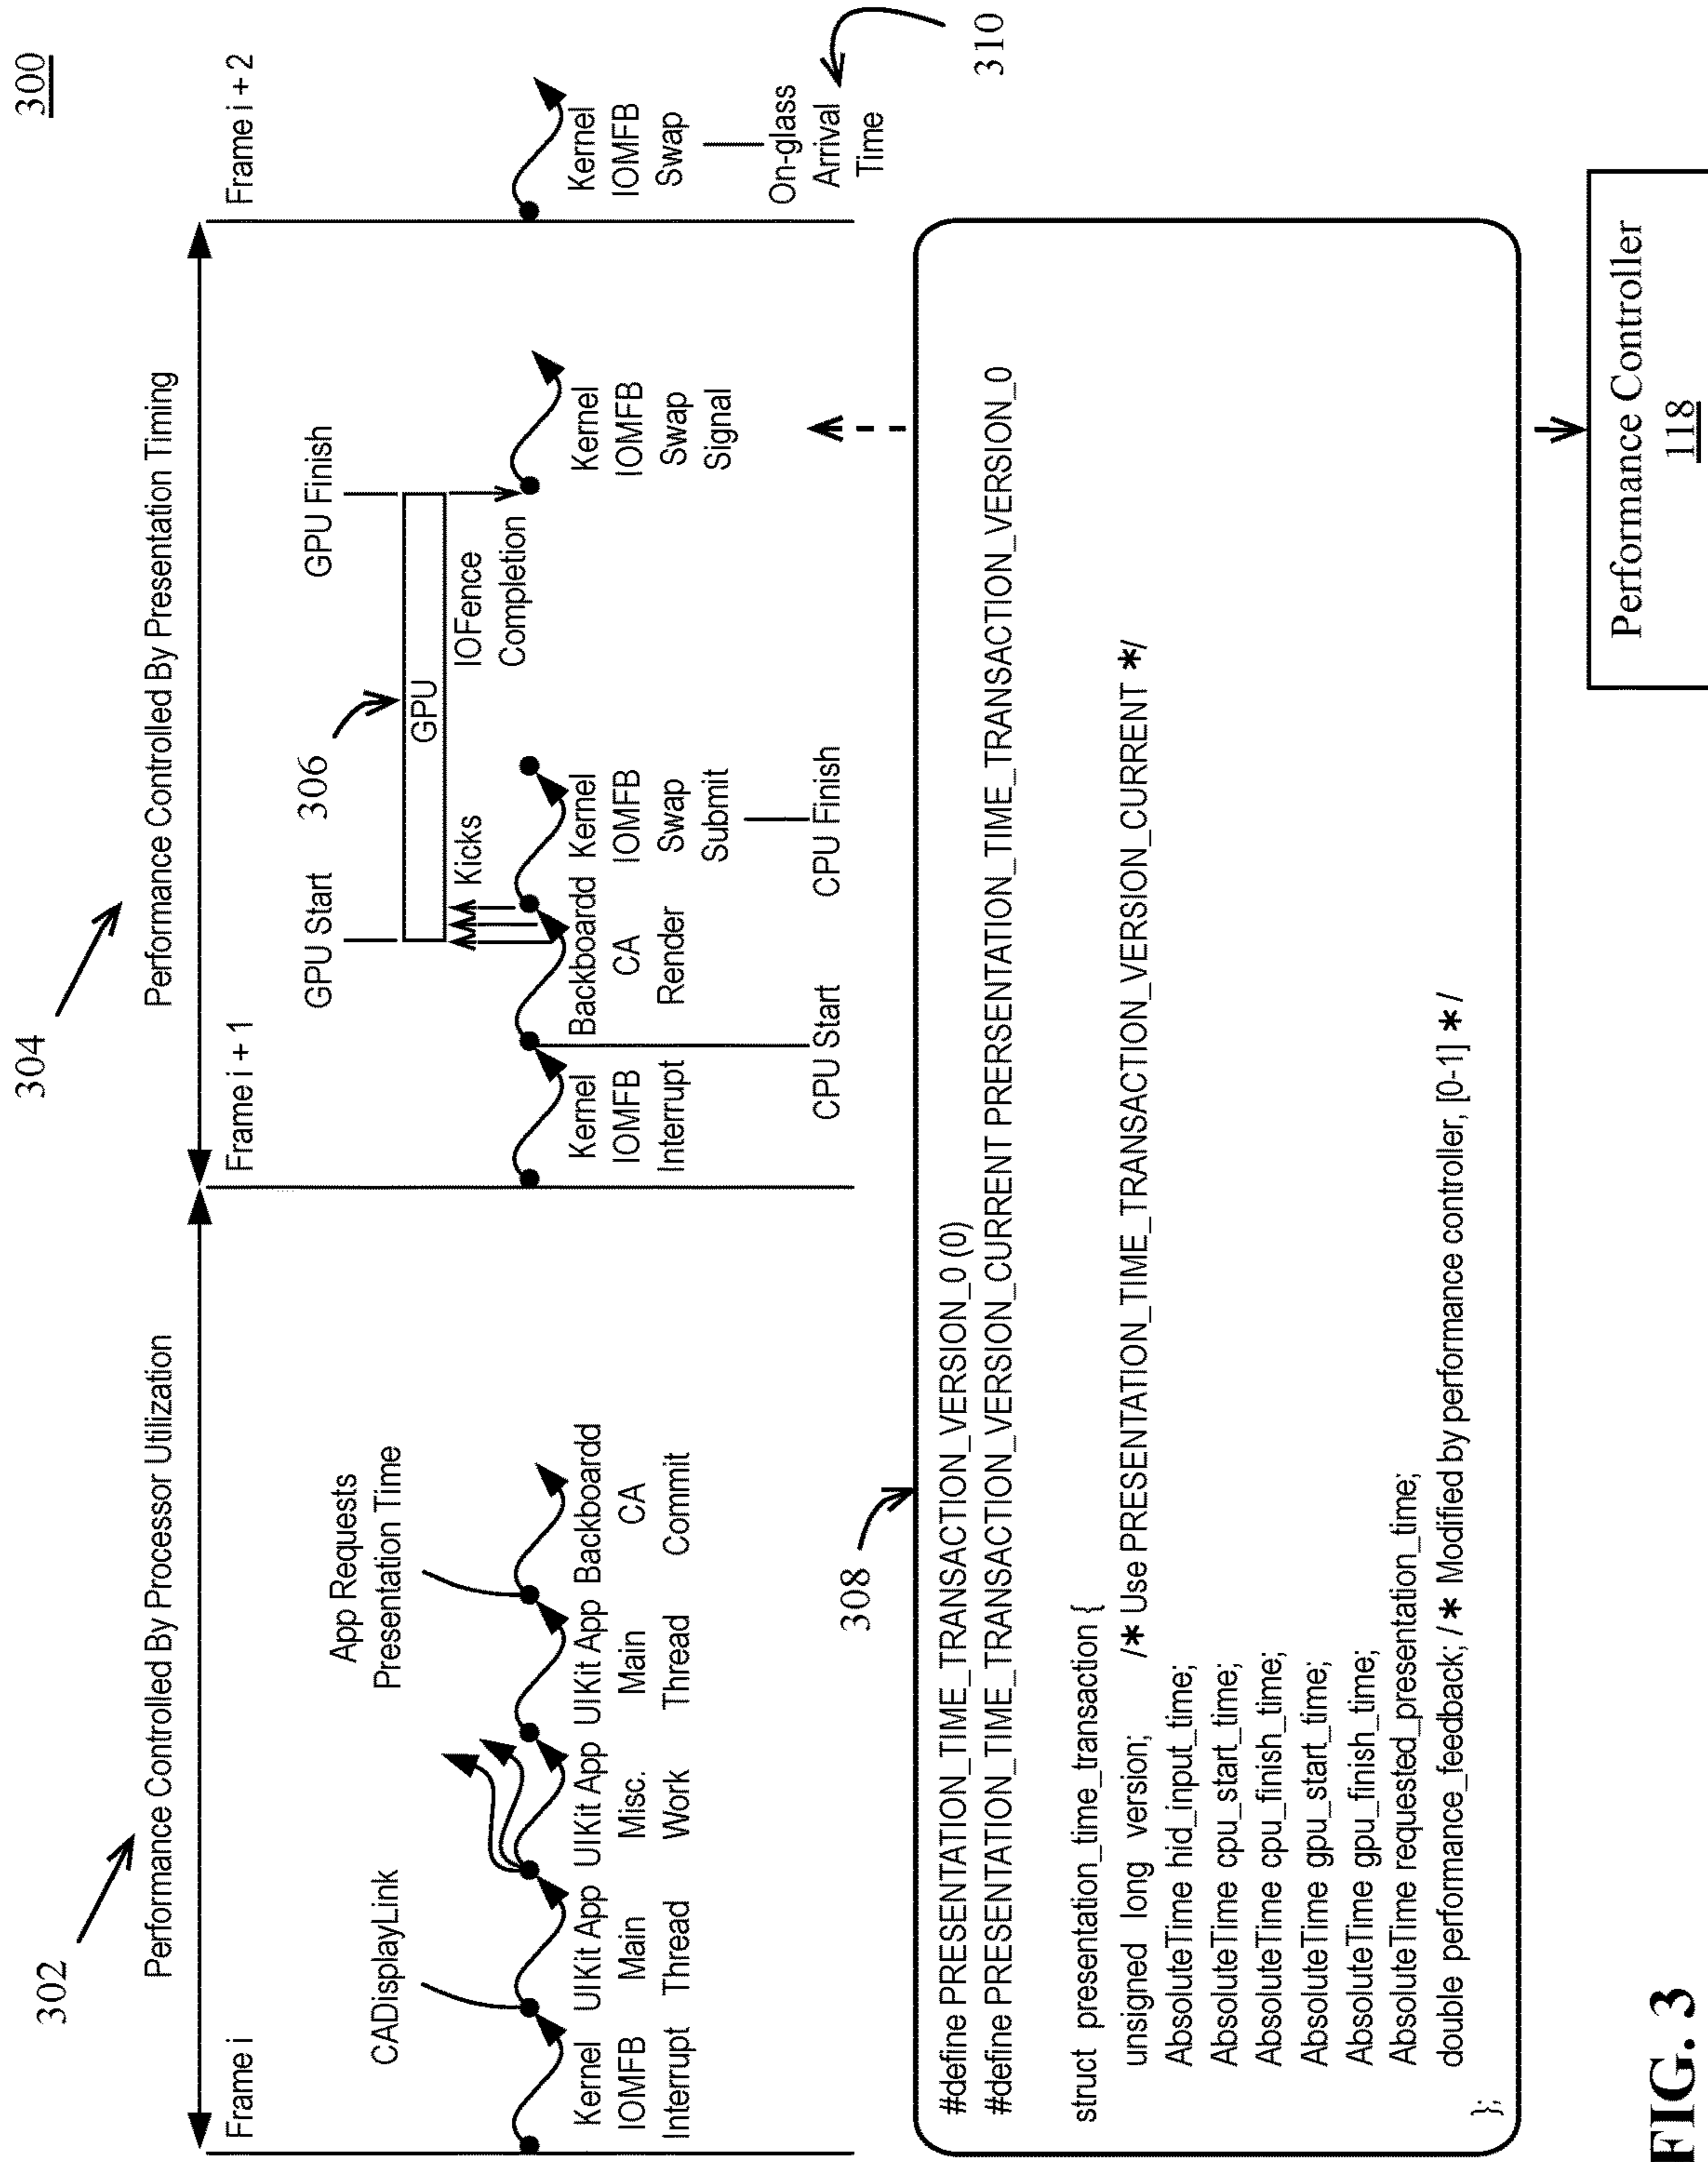 300
302
304
Performance Controlled By Processor Utilization
Performance Controlled By Presentation Timing
Frame i
Frame i + 1
Frame i + 2
CADisplayLink
App Requests
Presentation Time
Kernel
IOMFB
Interrupt
UIKit App
Main
Thread
UIKit App
Misc.
Work
UIKit App
Main
Thread
Backboardd
CA
Commit
GPU Start
306
GPU Finish
GPU
Kicks
IOFence
Completion
Kernel
IOMFB
Interrupt
Backboardd
CA
Render
Kernel
IOMFB
Swap
Submit
Kernel
IOMFB
Swap
Signal
CPU Start
CPU Finish
Kernel
IOMFB
Swap
On-glass
Arrival
Time
310
308
#define PRESENTATION_TIME_TRANSACTION_VERSION_0 (0)
#define PRESENTATION_TIME_TRANSACTION_VERSION_CURRENT PRERSENTATION_TIME_TRANSACTION_VERSION_0
struct presentation_time_transaction {
unsigned long version; /* Use PRESENTATION_TIME_TRANSACTION_VERSION_CURRENT */
AbsoluteTime hid_input_time;
AbsoluteTime cpu_start_time;
AbsoluteTime cpu_finish_time;
AbsoluteTime gpu_start_time;
AbsoluteTime gpu_finish_time;
AbsoluteTime requested_presentation_time;
double performance_feedback; / * Modified by performance controller, [0-1] * /
};
Performance Controller
118
FIG. 3